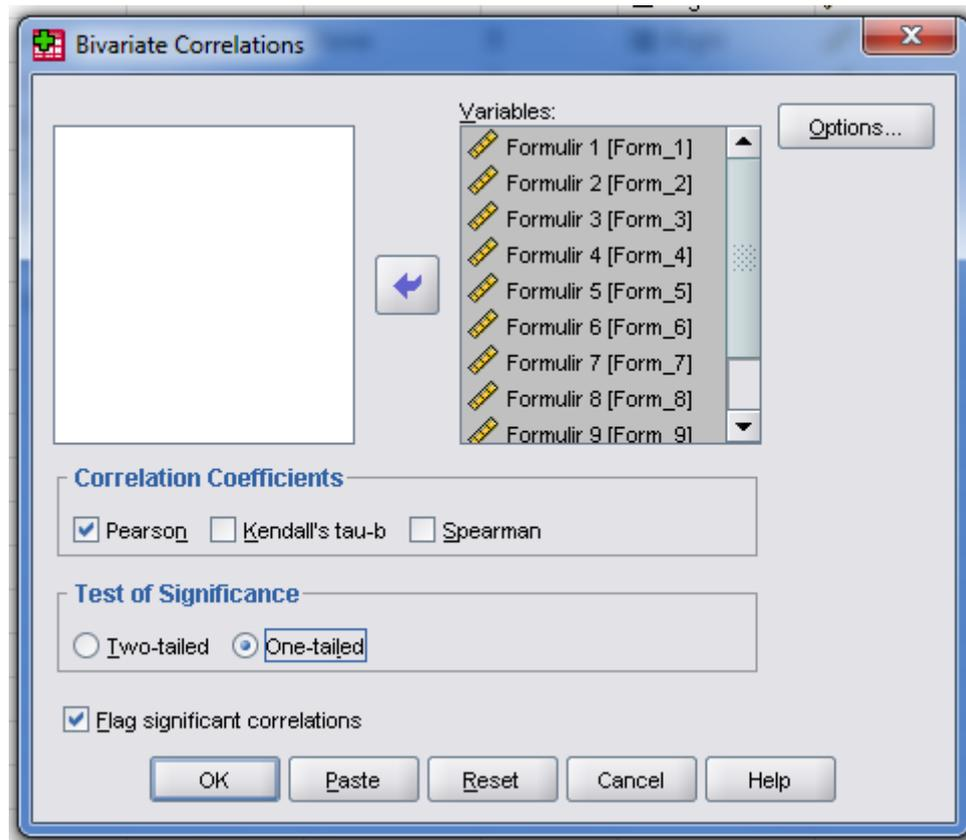 Bivariate Correlations
Variables:
Formulir 1 [Form_1]
Formulir 2 [Form_2]
Formulir 3 [Form_3]
Formulir 4 [Form_4]
Formulir 5 [Form_5]
Formulir 6 [Form_6]
Formulir 7 [Form_7]
Formulir 8 [Form_8]
Formulir 9 [Form_9]
Options...
Correlation Coefficients
Pearson Kendall's tau-b Spearman
Test of Significance
Two-tailed One-tailed
Flag significant correlations
OK Paste Reset Cancel Help